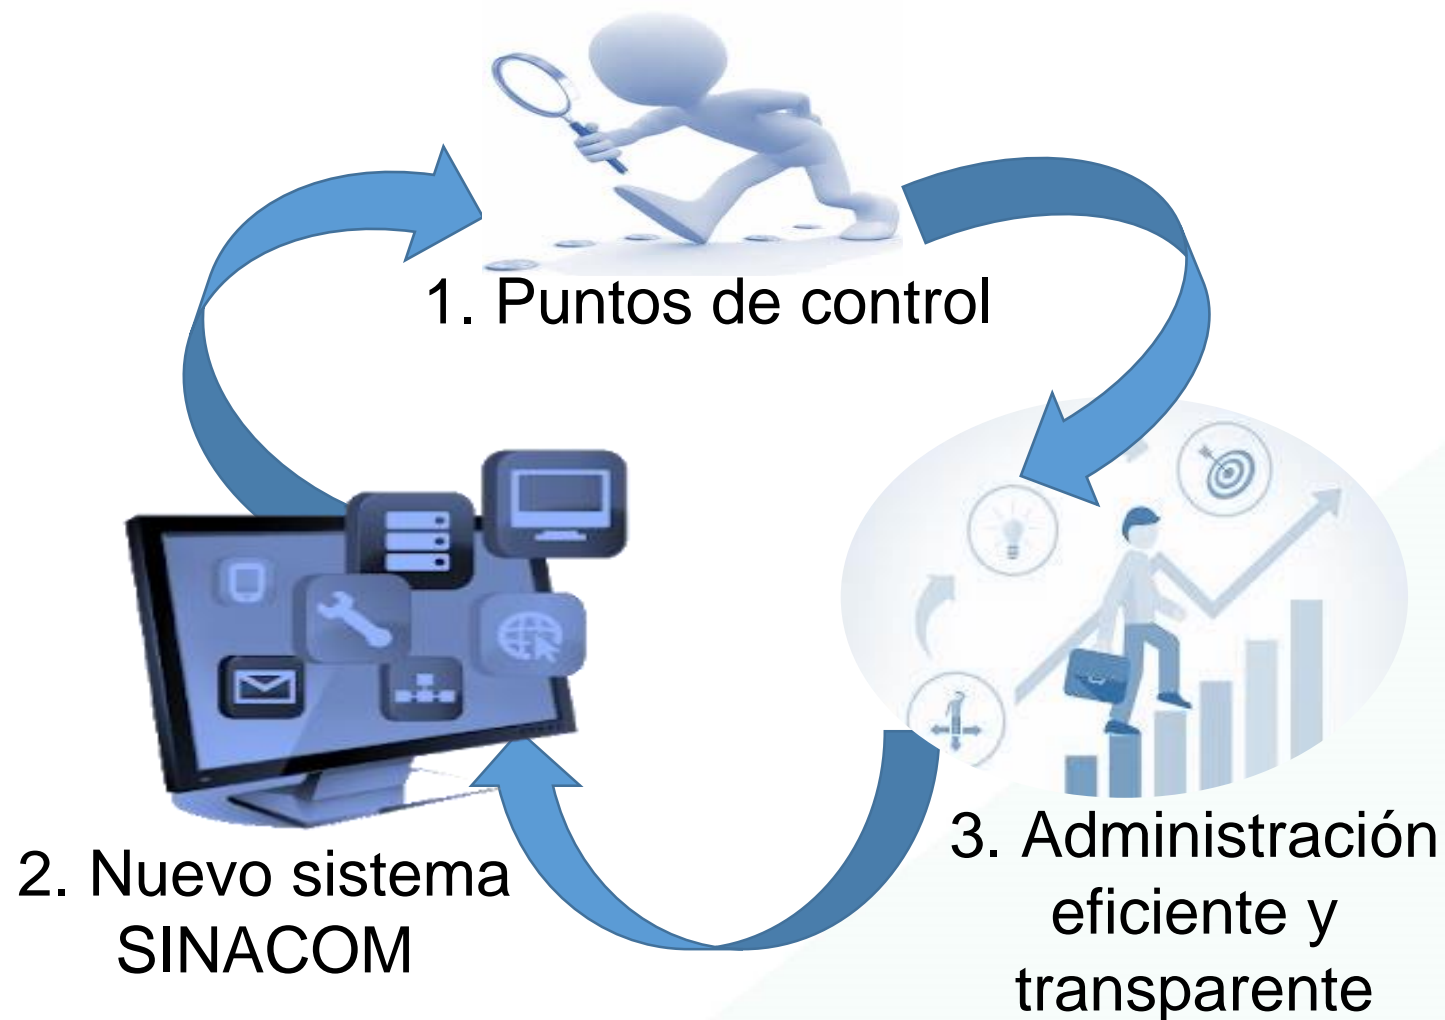 1. Puntos de control
2. Nuevo sistema
SINACOM
3. Administración
eficiente y
transparente